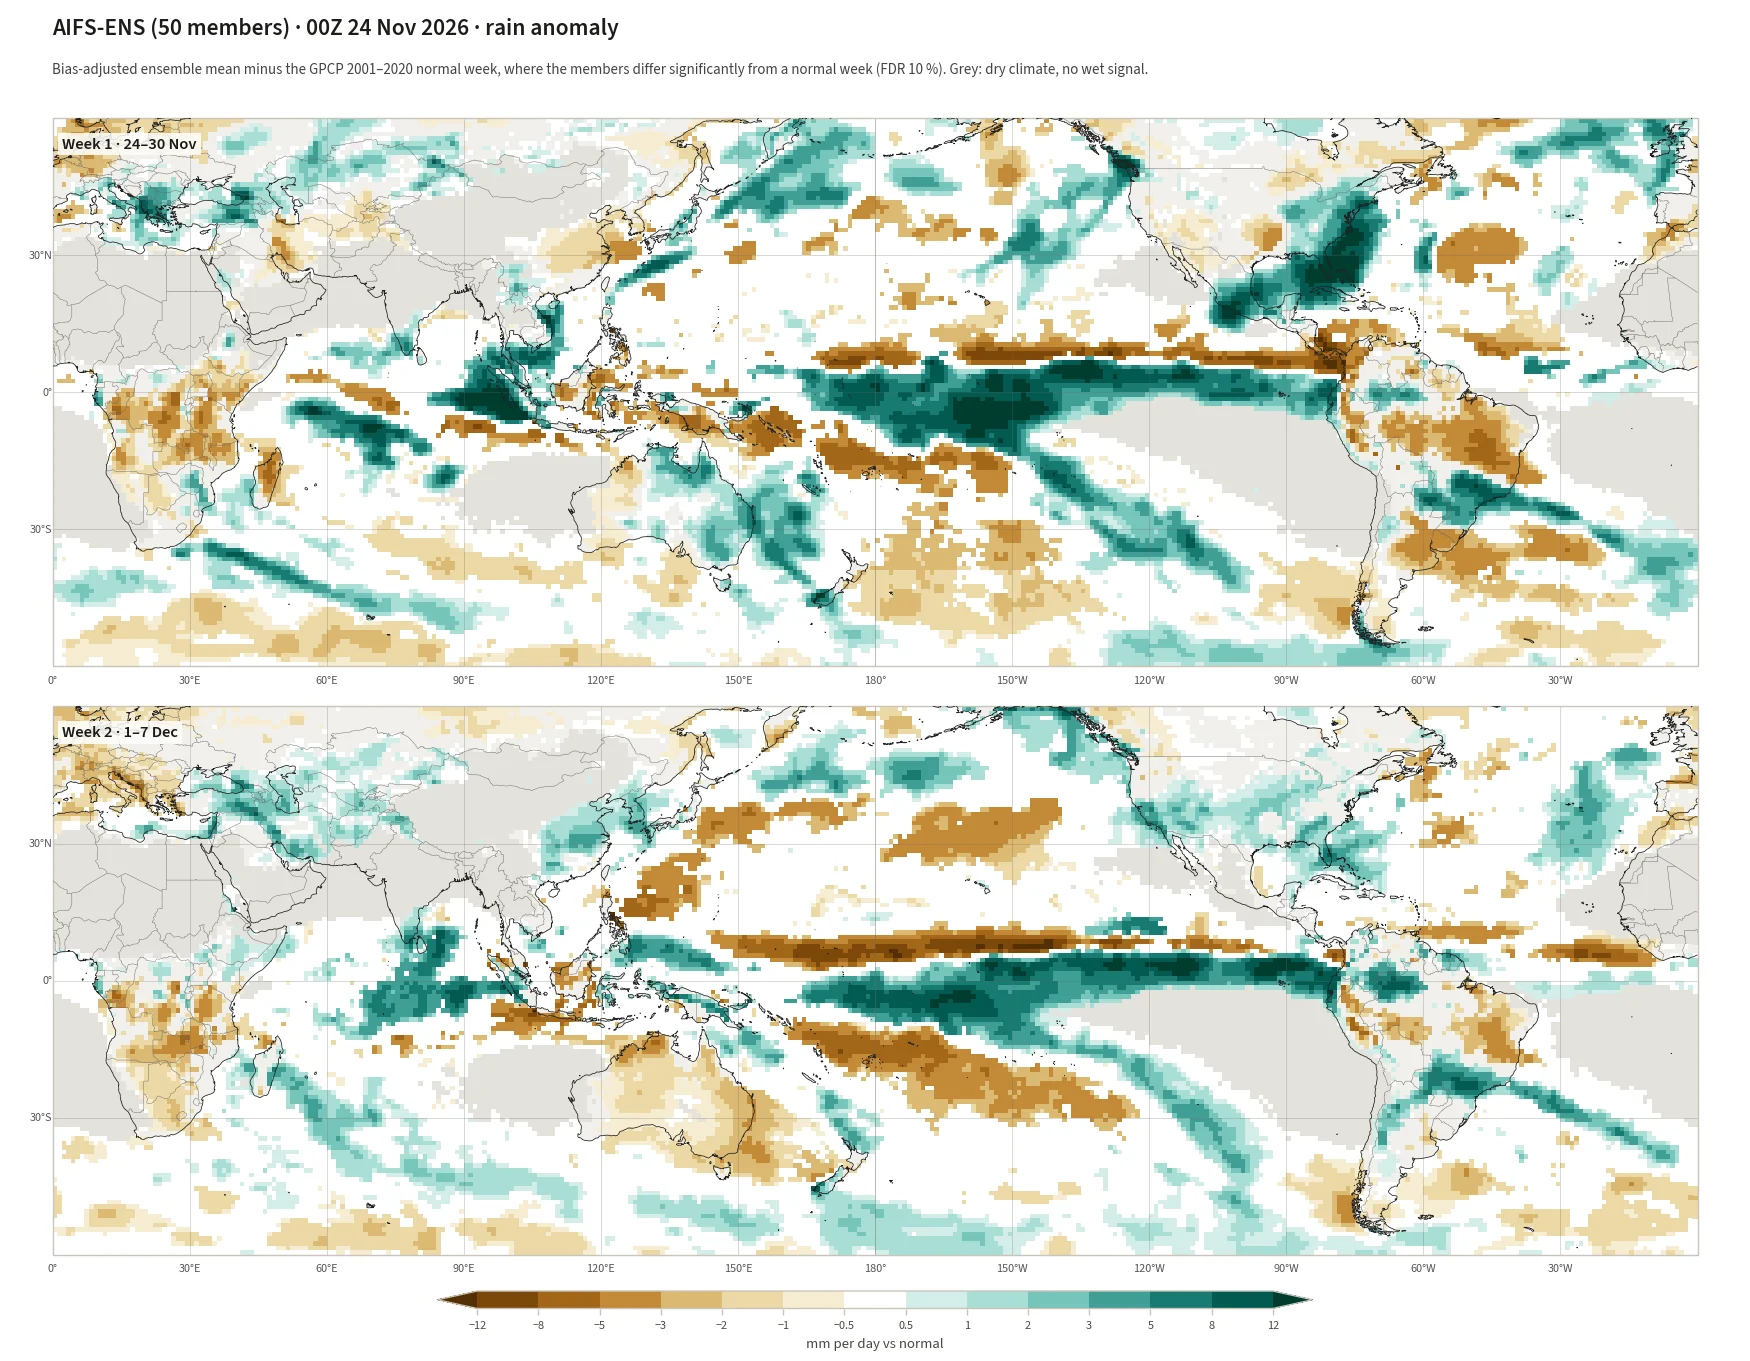 AIFS-ENS (50 members) · 00Z 24 Nov 2026 · rain anomaly
Bias-adjusted ensemble mean minus the GPCP 2001–2020 normal week, where the members differ significantly from a normal week (FDR 10 %). Grey: dry climate, no wet signal.
Week 1 · 24–30 Nov
30°N
0°
30°S
0° 30°E 60°E 90°E 120°E 150°E 180° 150°W 120°W 90°W 60°W 30°W
Week 2 · 1–7 Dec
30°N
0°
30°S
0° 30°E 60°E 90°E 120°E 150°E 180° 150°W 120°W 90°W 60°W 30°W
−12 −8 −5 −3 −2 −1 −0.5 0.5 1 2 3 5 8 12
mm per day vs normal